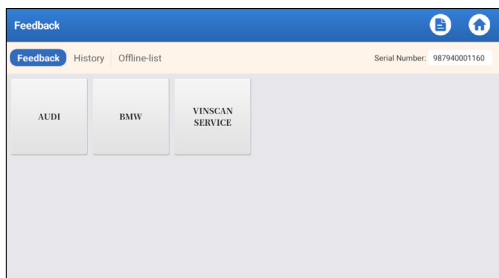 Feedback
Feedback History Offline-list Serial Number: 987940001160
AUDI BMW VINSCAN
SERVICE